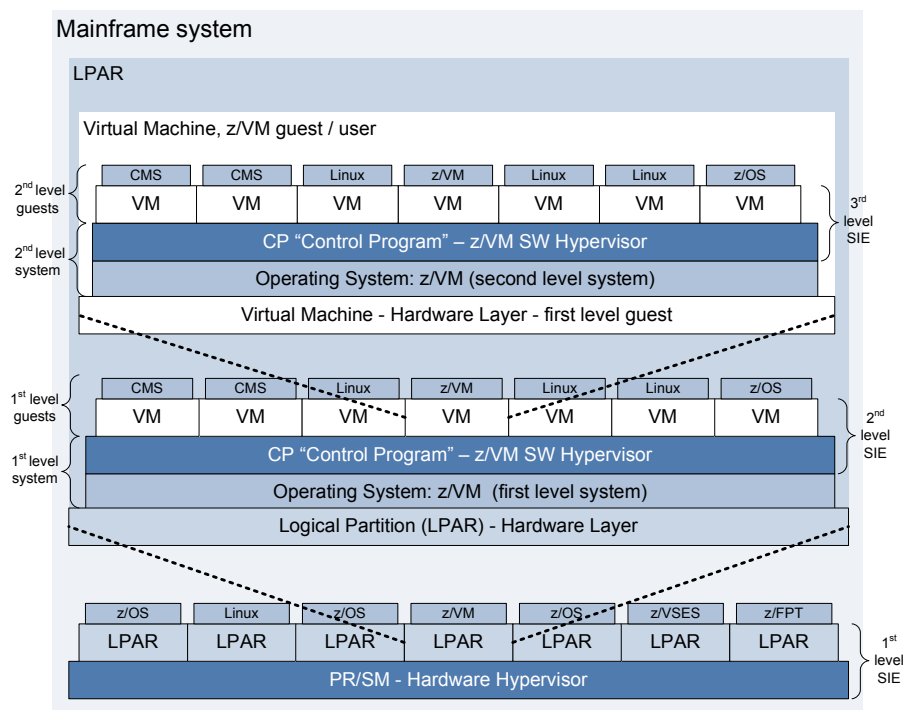 Mainframe system
LPAR
Virtual Machine, z/VM guest / user
CMS CMS Linux z/VM Linux Linux z/OS
VM VM VM VM VM VM VM
2nd level guests
3rd level SIE
CP “Control Program” – z/VM SW Hypervisor
2nd level system
Operating System: z/VM (second level system)
Virtual Machine - Hardware Layer - first level guest
CMS CMS Linux z/VM Linux Linux z/OS
VM VM VM VM VM VM VM
1st level guests
2nd level SIE
CP “Control Program” – z/VM SW Hypervisor
1st level system
Operating System: z/VM (first level system)
Logical Partition (LPAR) - Hardware Layer
z/OS Linux z/OS z/VM z/OS z/VSES z/FPT
LPAR LPAR LPAR LPAR LPAR LPAR LPAR
1st level SIE
PR/SM - Hardware Hypervisor